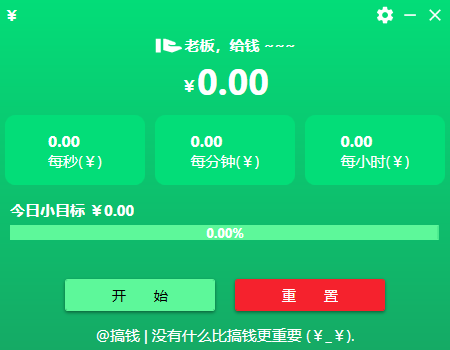 ¥
老板，给钱 ~~~
¥0.00
0.00 0.00 0.00
每秒(￥) 每分钟(￥) 每小时(￥)
今日小目标 ￥0.00
0.00%
开 始 重 置
@搞钱 | 没有什么比搞钱更重要 (￥_￥).